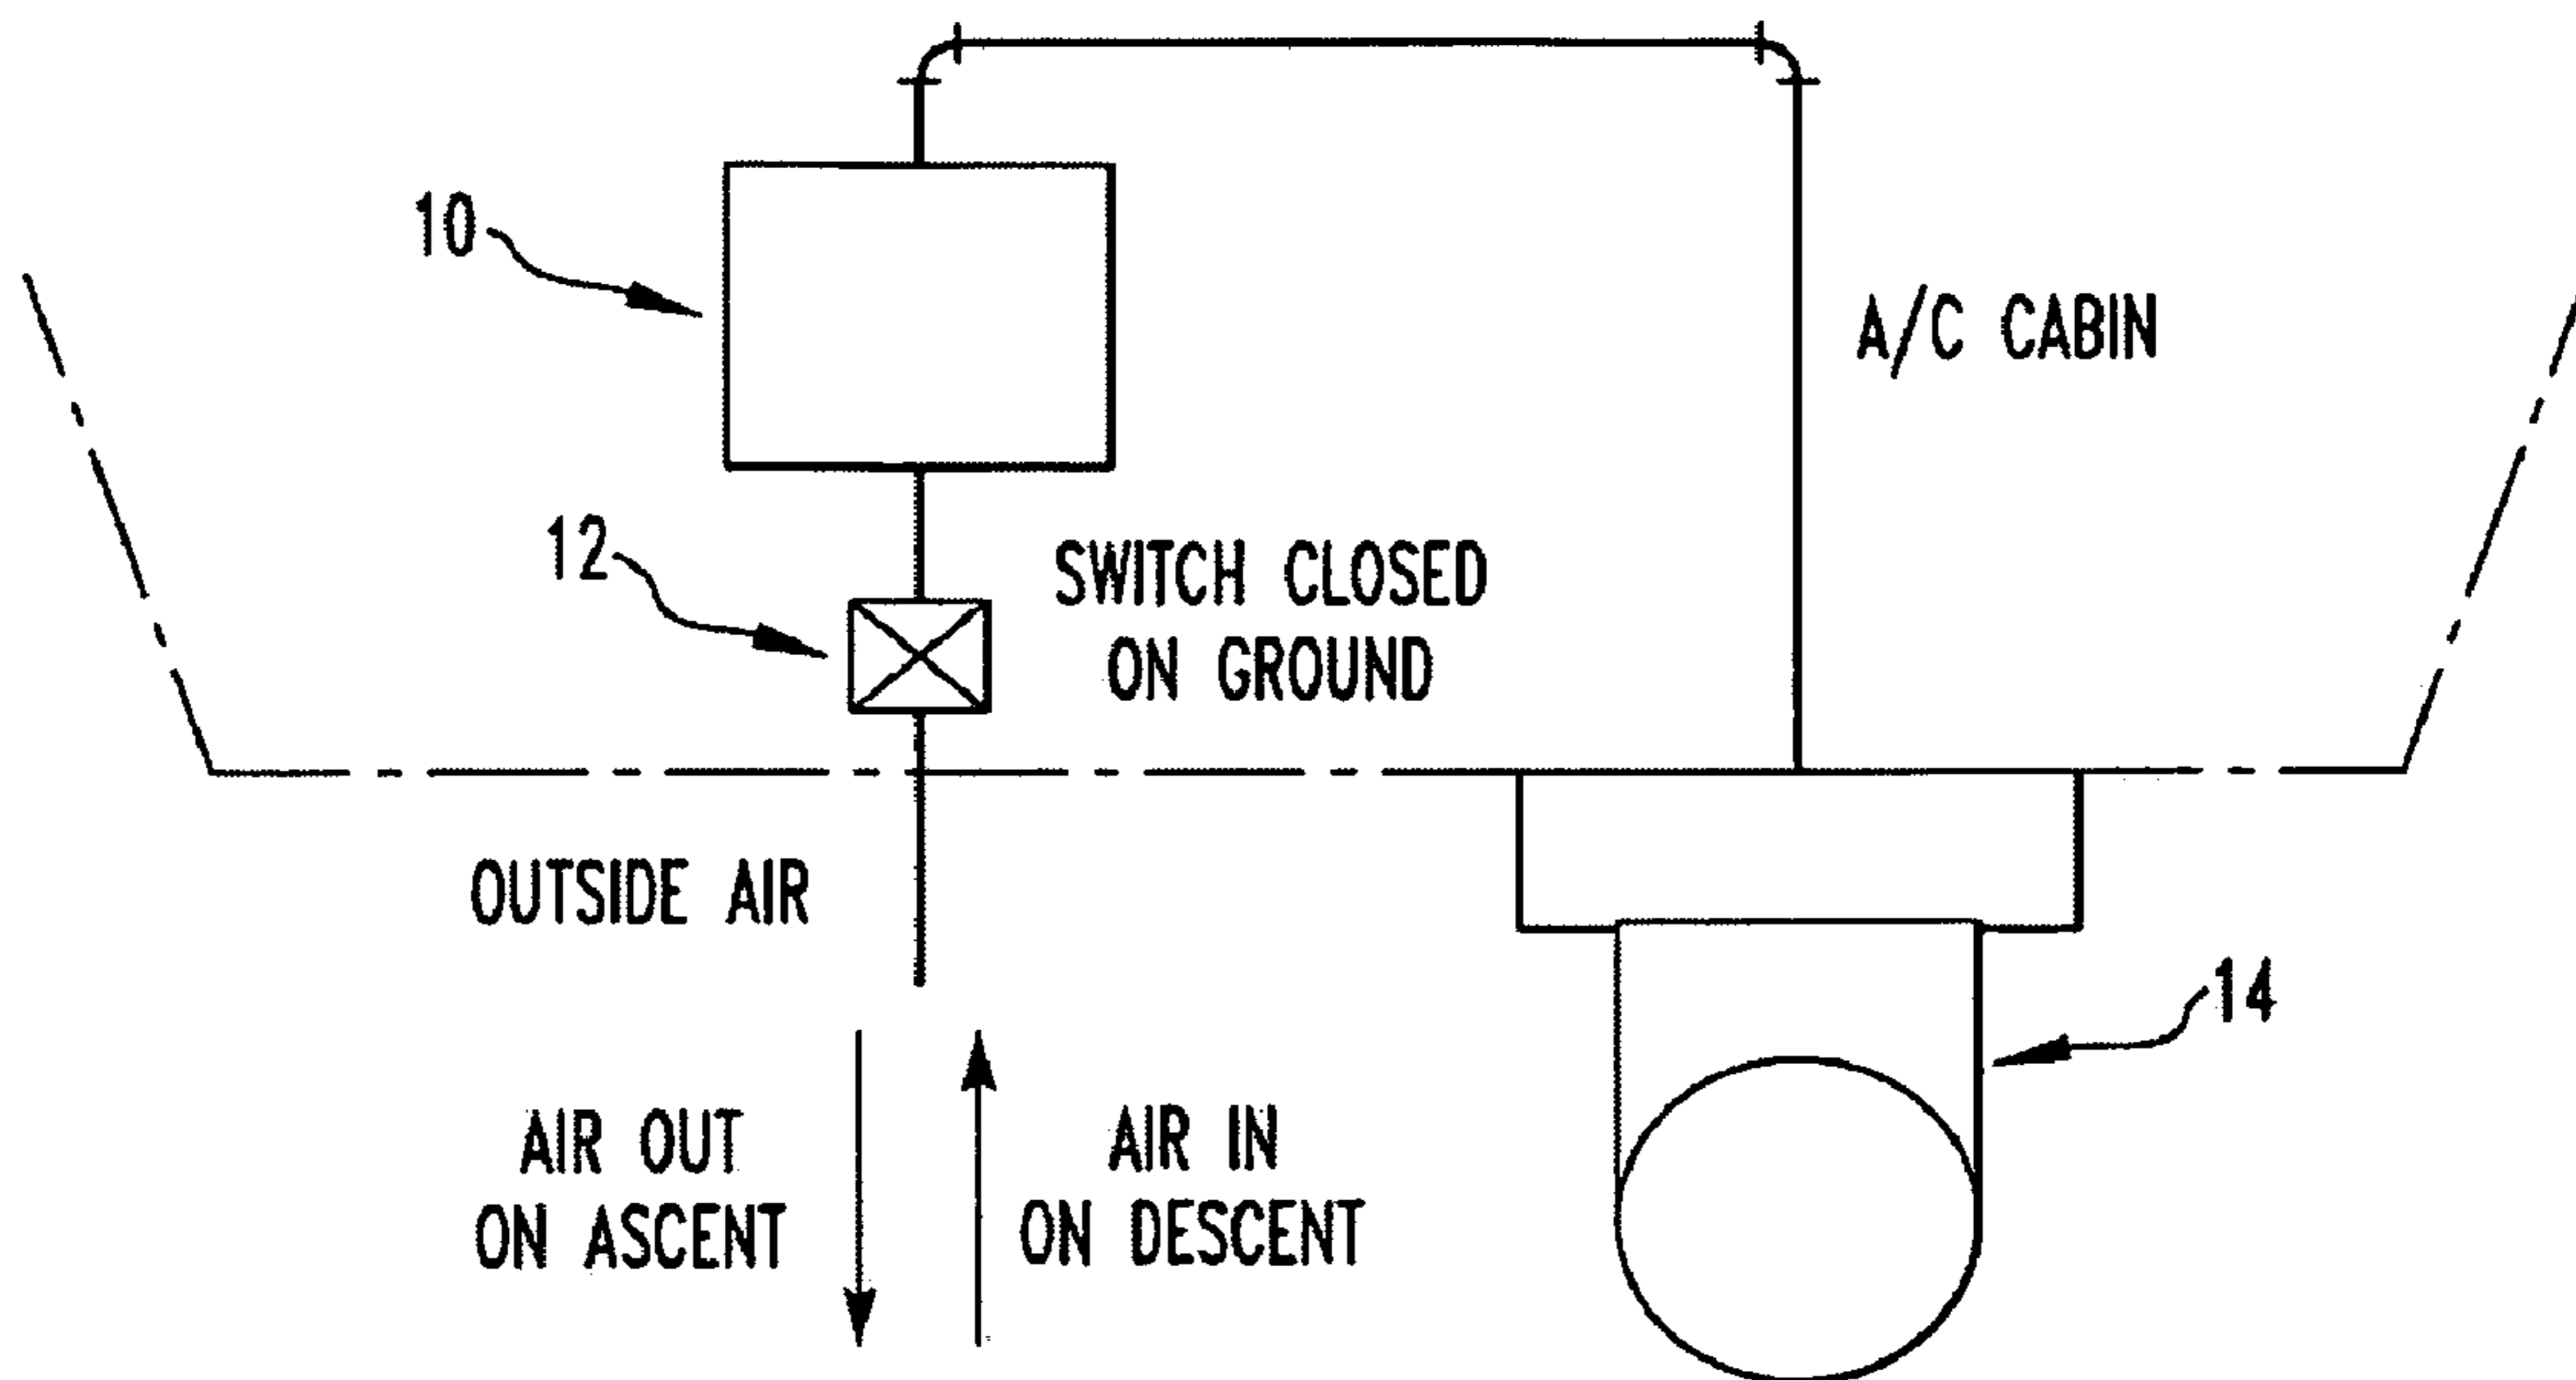 10
A/C CABIN
12
SWITCH CLOSED
ON GROUND
OUTSIDE AIR
14
AIR OUT
ON ASCENT
AIR IN
ON DESCENT